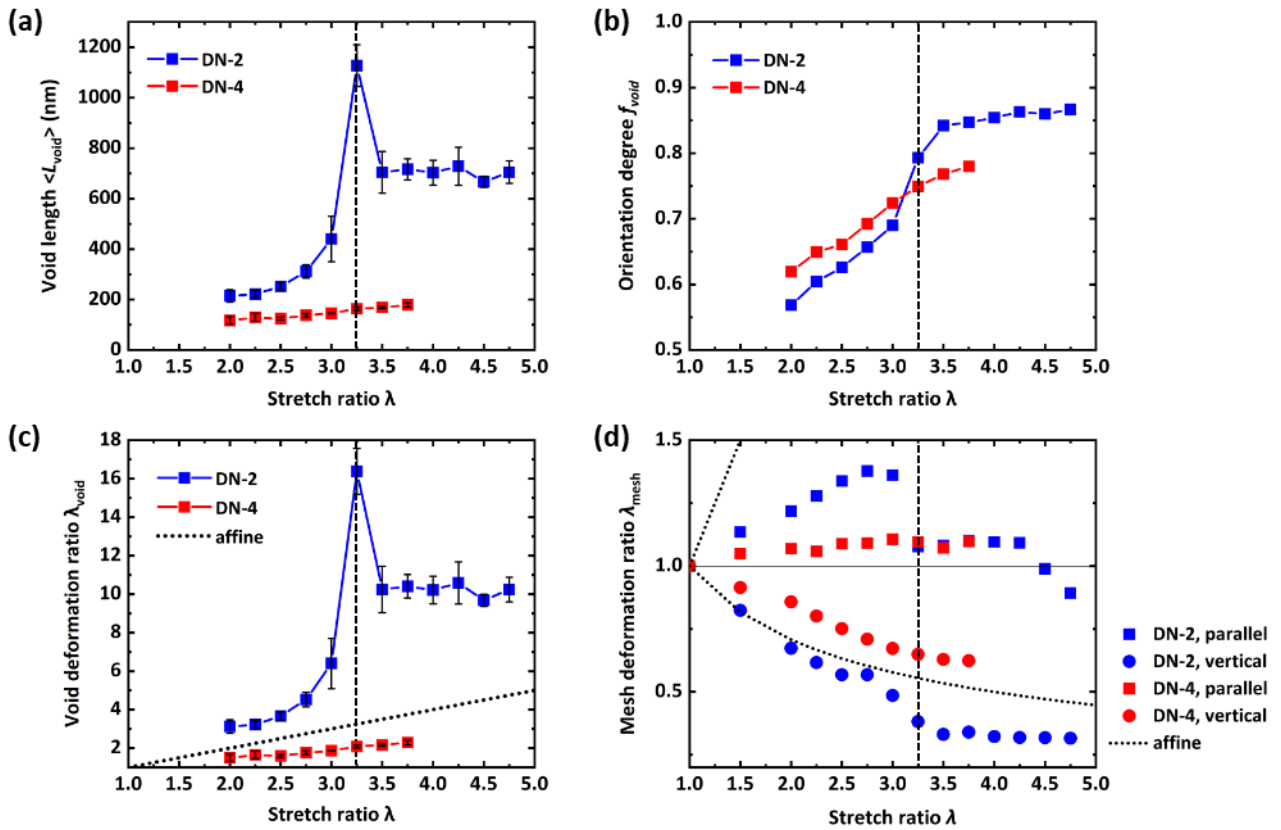 (a)
1200
1000
800
600
400
200
0
DN-2
DN-4
Void length <Lvoid> (nm)
1.0 1.5 2.0 2.5 3.0 3.5 4.0 4.5 5.0
Stretch ratio λ
(b)
1.0
0.9
0.8
0.7
0.6
0.5
DN-2
DN-4
Orientation degree fvoid
1.0 1.5 2.0 2.5 3.0 3.5 4.0 4.5 5.0
Stretch ratio λ
(c)
18
16
14
12
10
8
6
4
2
DN-2
DN-4
affine
Void deformation ratio λvoid
1.0 1.5 2.0 2.5 3.0 3.5 4.0 4.5 5.0
Stretch ratio λ
(d)
1.5
1.0
0.5
Mesh deformation ratio λmesh
1.0 1.5 2.0 2.5 3.0 3.5 4.0 4.5 5.0
Stretch ratio λ
DN-2, parallel
DN-2, vertical
DN-4, parallel
DN-4, vertical
affine